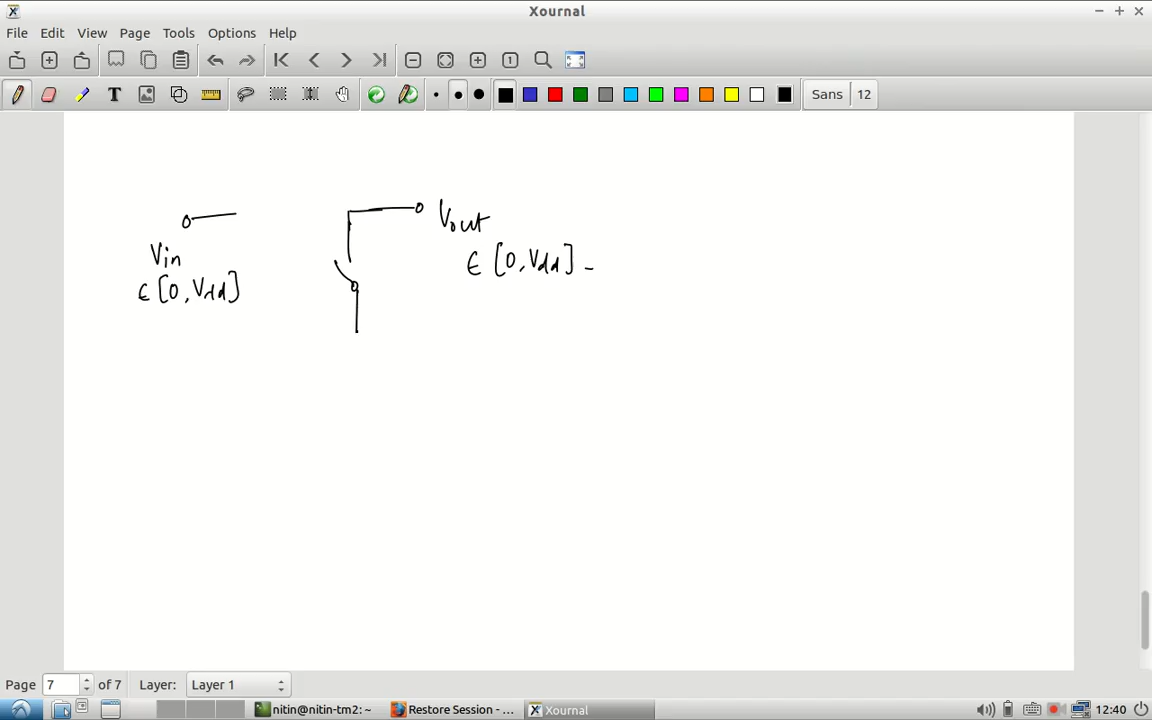 Xournal
File Edit View Page Tools Options Help
Sans 12
Vin
∈ [0, Vdd]
Vout
∈ [0, Vdd] -
Page 7 of 7 Layer: Layer 1
nitin@nitin-tm2: ~ Restore Session - ... Xournal 12:40